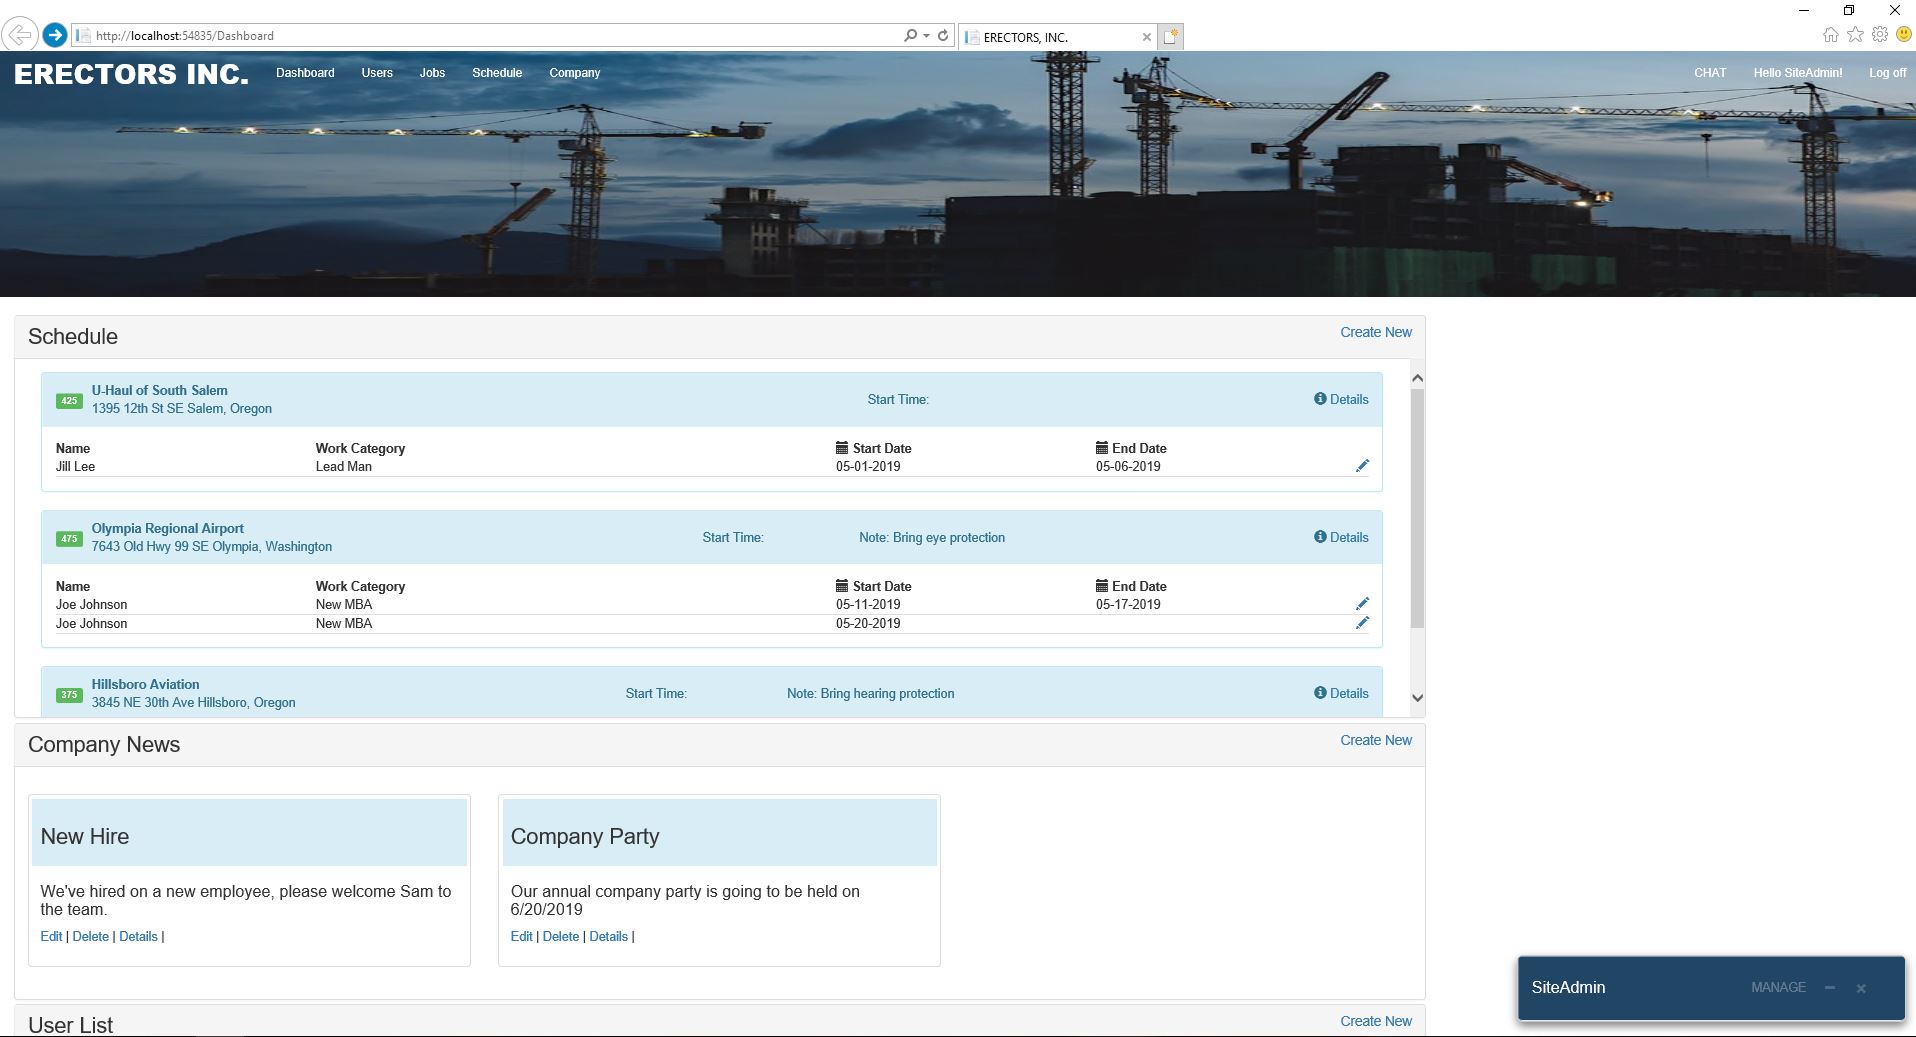 http://localhost:54835/Dashboard
ERECTORS, INC.
ERECTORS INC. Dashboard Users Jobs Schedule Company CHAT Hello SiteAdmin! Log off
Schedule Create New
425 U-Haul of South Salem
1395 12th St SE Salem, Oregon Start Time: Details
Name Work Category Start Date End Date
Jill Lee Lead Man 05-01-2019 05-06-2019
475 Olympia Regional Airport
7643 Old Hwy 99 SE Olympia, Washington Start Time: Note: Bring eye protection Details
Name Work Category Start Date End Date
Joe Johnson New MBA 05-11-2019 05-17-2019
Joe Johnson New MBA 05-20-2019
375 Hillsboro Aviation
3845 NE 30th Ave Hillsboro, Oregon Start Time: Note: Bring hearing protection Details
Company News Create New
New Hire
We've hired on a new employee, please welcome Sam to
the team.
Edit | Delete | Details |
Company Party
Our annual company party is going to be held on
6/20/2019
Edit | Delete | Details |
SiteAdmin MANAGE
User List Create New